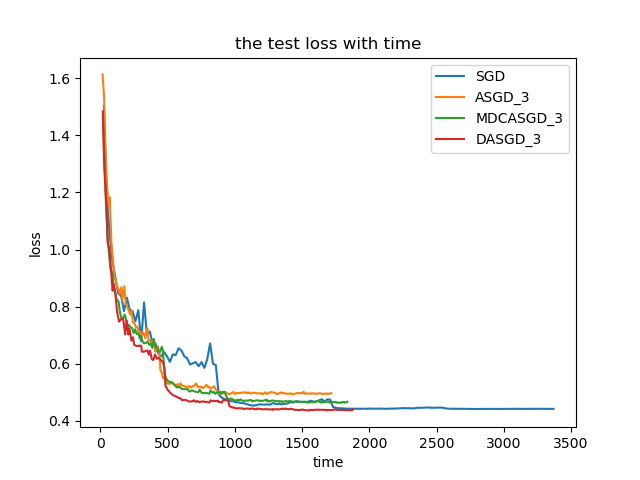 the test loss with time
SGD
ASGD_3
MDCASGD_3
DASGD_3
loss
1.6
1.4
1.2
1.0
0.8
0.6
0.4
0 500 1000 1500 2000 2500 3000 3500
time